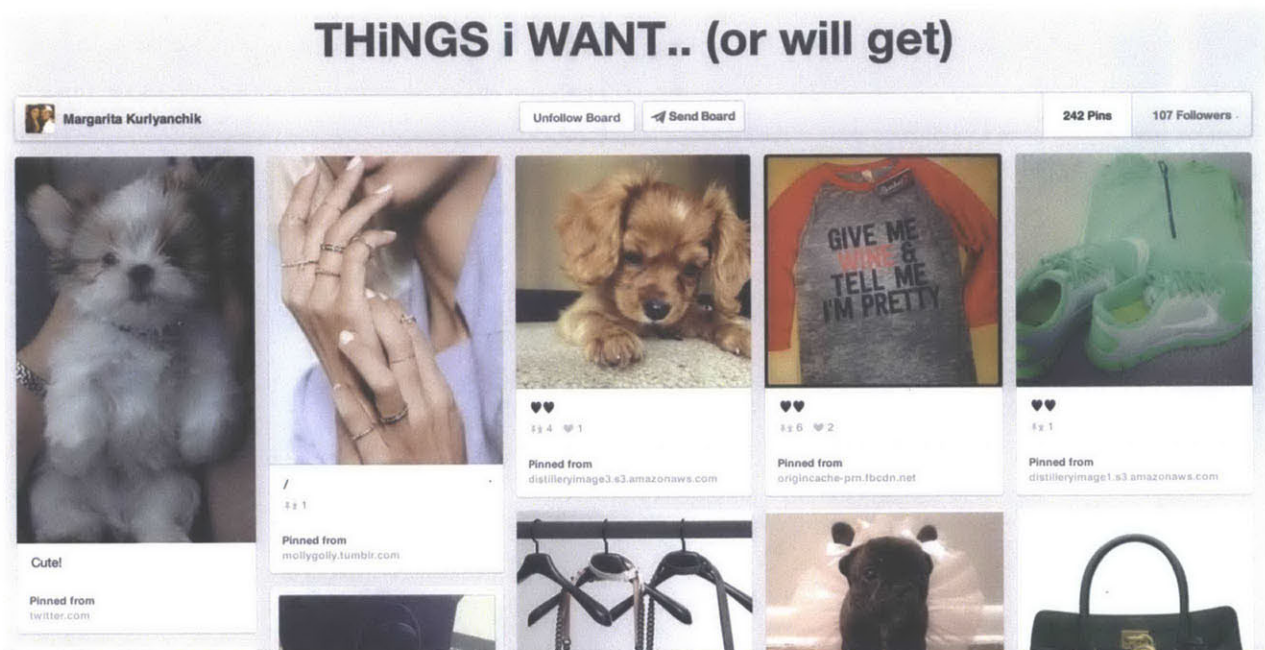 THiNGS i WANT.. (or will get)
Margarita Kurlyanchik
Unfollow Board
Send Board
242 Pins
107 Followers
GIVE ME
WINE &
TELL ME
I'M PRETTY
♥♥
4 ♥ 1
Pinned from
distilleryimage3.s3.amazonaws.com
♥♥
6 ♥ 2
Pinned from
origincache-prn.fbcdn.net
♥♥
1
Pinned from
distilleryimage1.s3.amazonaws.com
/
1
Pinned from
mollygolly.tumblr.com
Cute!
Pinned from
twitter.com